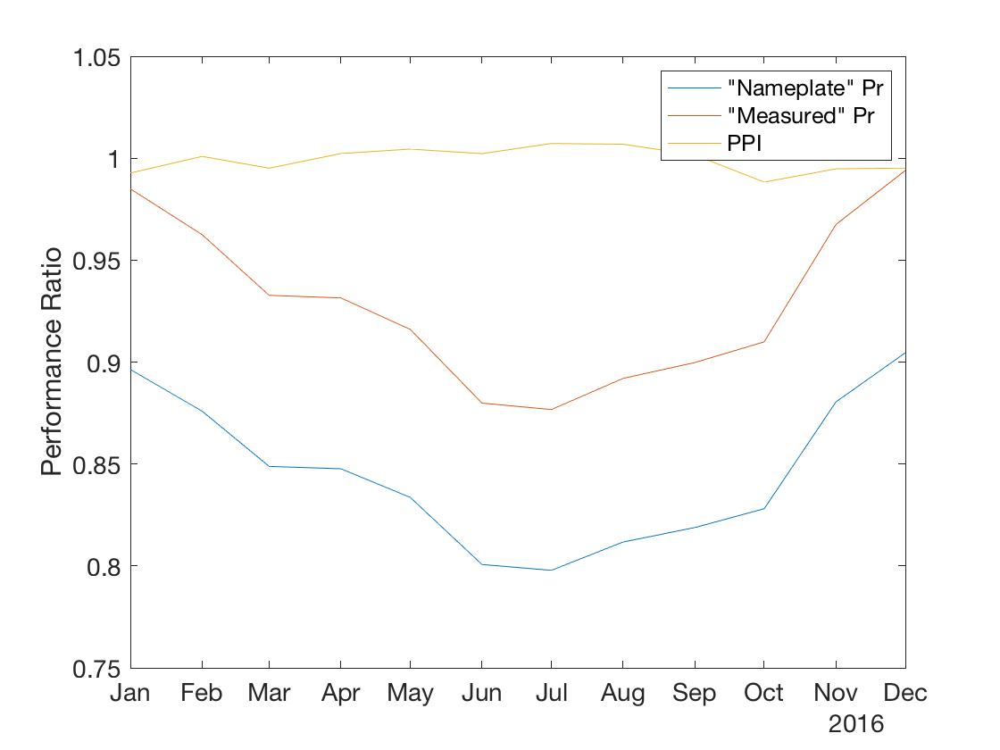 1.05
1
0.95
0.9
0.85
0.8
0.75
Performance Ratio
"Nameplate" Pr
"Measured" Pr
PPI
Jan Feb Mar Apr May Jun Jul Aug Sep Oct Nov Dec
2016